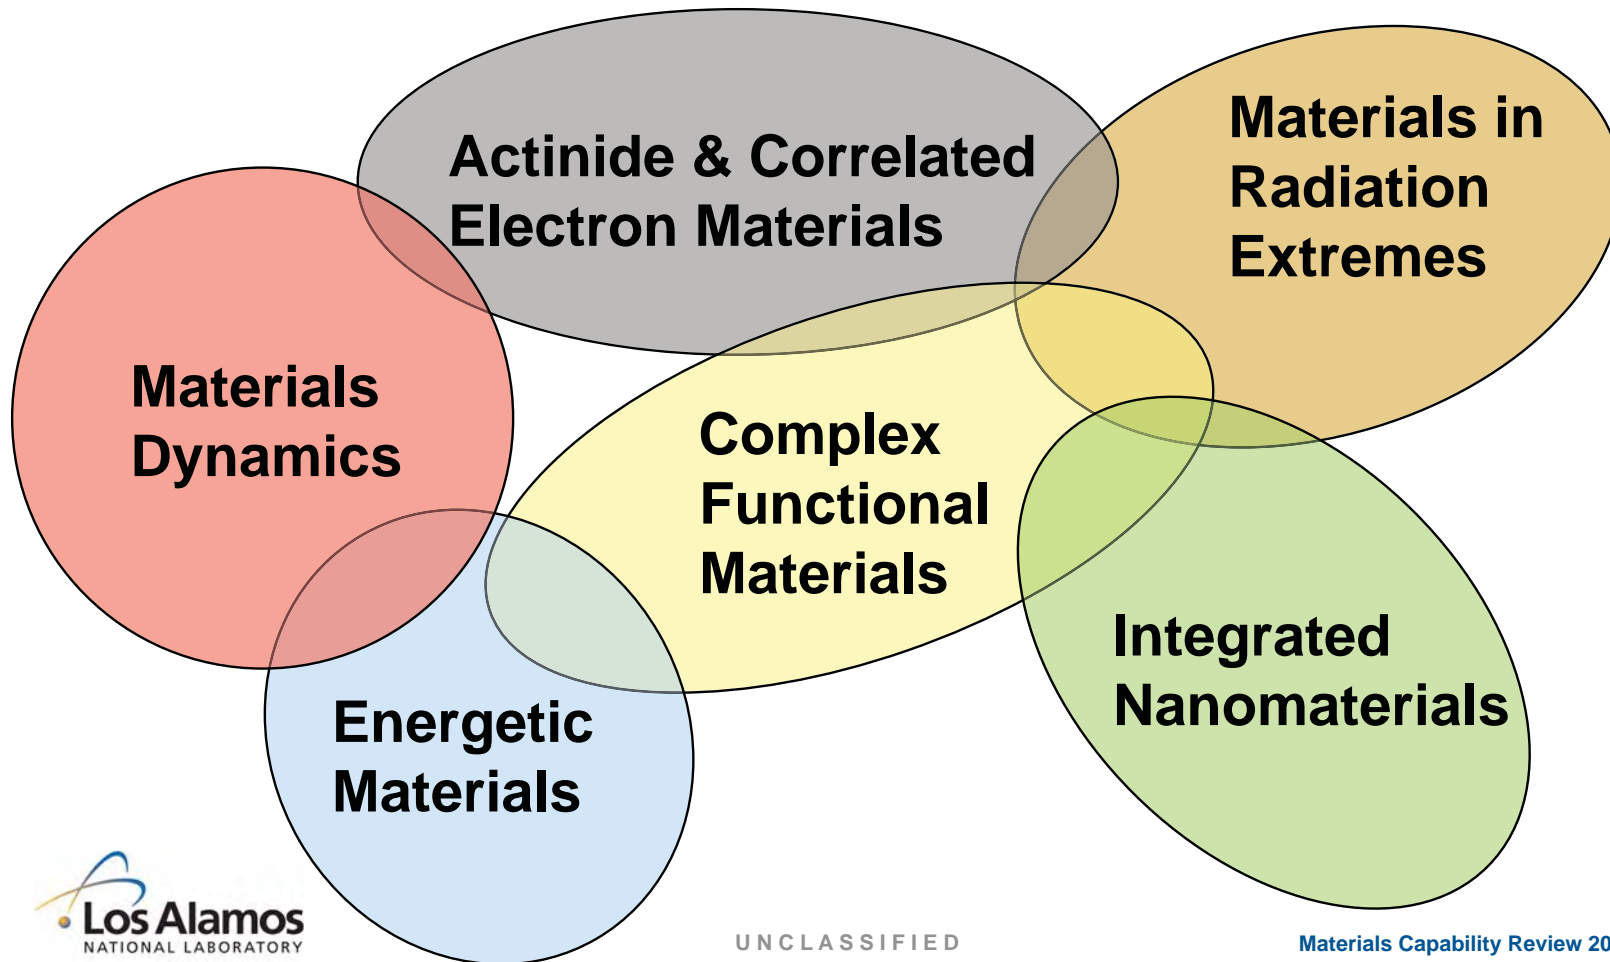 Actinide & Correlated
Electron Materials
Materials in
Radiation
Extremes
Materials
Dynamics
Complex
Functional
Materials
Integrated
Nanomaterials
Energetic
Materials
Los Alamos
NATIONAL LABORATORY
UNCLASSIFIED
Materials Capability Review 20